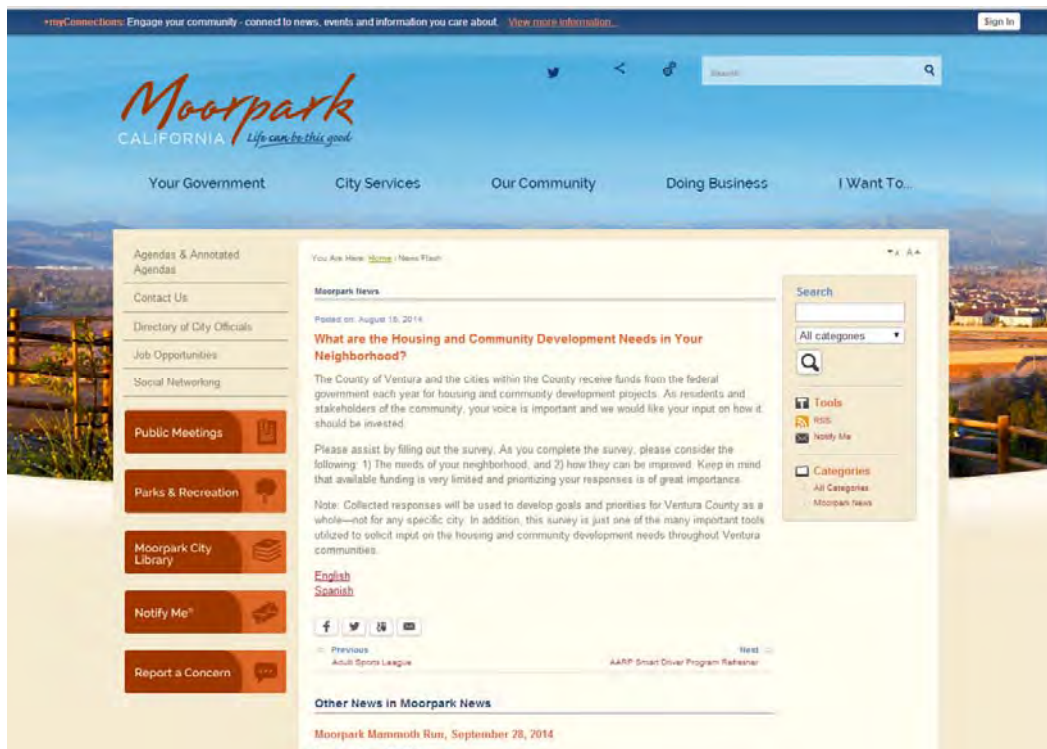 +myConnections: Engage your community - connect to news, events and information you care about. View more information...
Sign In
Search
Moorpark
CALIFORNIA Life can be this good
Your Government City Services Our Community Doing Business I Want To...
Agendas & Annotated
Agendas
Contact Us
Directory of City Officials
Job Opportunities
Social Networking
Public Meetings
Parks & Recreation
Moorpark City
Library
Notify Me®
Report a Concern
You Are Here: Home / News Flash
Moorpark News
Posted on: August 18, 2014
What are the Housing and Community Development Needs in Your
Neighborhood?
The County of Ventura and the cities within the County receive funds from the federal
government each year for housing and community development projects. As residents and
stakeholders of the community, your voice is important and we would like your input on how it
should be invested.
Please assist by filling out the survey. As you complete the survey, please consider the
following: 1) The needs of your neighborhood, and 2) how they can be improved. Keep in mind
that available funding is very limited and prioritizing your responses is of great importance.
Note: Collected responses will be used to develop goals and priorities for Ventura County as a
whole—not for any specific city. In addition, this survey is just one of the many important tools
utilized to solicit input on the housing and community development needs throughout Ventura
communities.
English
Spanish
Previous
Adult Sports League
Next
AARP Smart Driver Program Refresher
Other News in Moorpark News
Moorpark Mammoth Run, September 28, 2014
Search
All categories
Tools
RSS
Notify Me
Categories
All Categories
Moorpark News